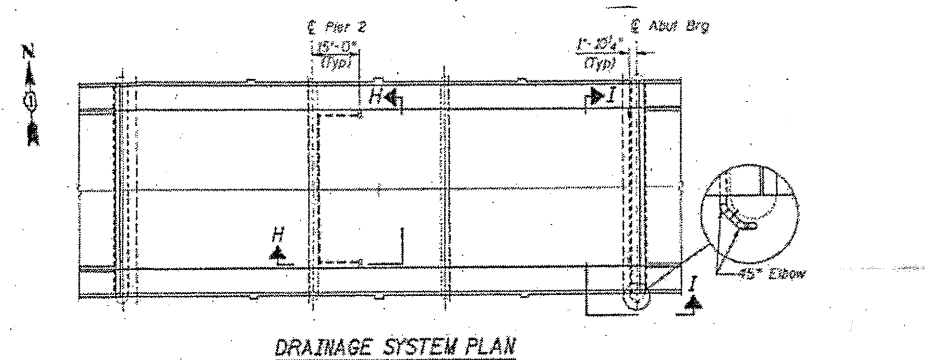 ℄ Pier 2
15'-0"
(Typ)
℄ Abut Brg
1'-10¼"
(Typ)
N
H
I
H
I
45° Elbow
DRAINAGE SYSTEM PLAN